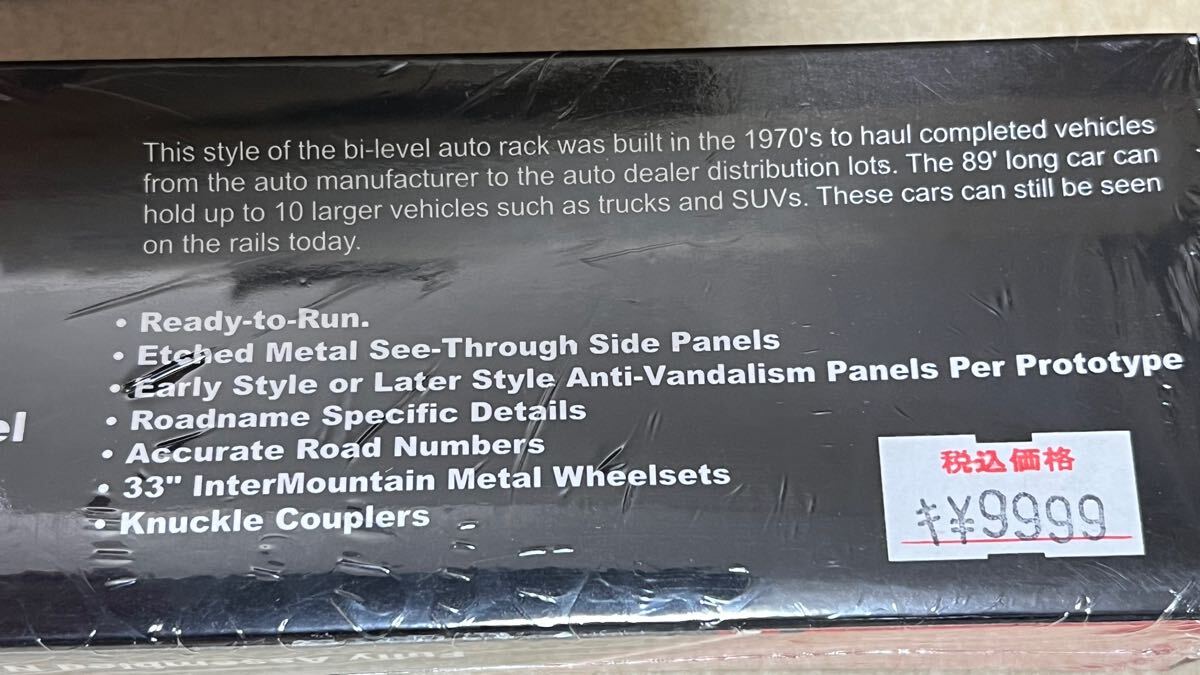 This style of the bi-level auto rack was built in the 1970's to haul completed vehicles
from the auto manufacturer to the auto dealer distribution lots. The 89' long car can
hold up to 10 larger vehicles such as trucks and SUVs. These cars can still be seen
on the rails today.
• Ready-to-Run.
• Etched Metal See-Through Side Panels
• Early Style or Later Style Anti-Vandalism Panels Per Prototype
• Roadname Specific Details
• Accurate Road Numbers
• 33" InterMountain Metal Wheelsets
• Knuckle Couplers
el
税込価格
キ¥9999
Fully Assembled